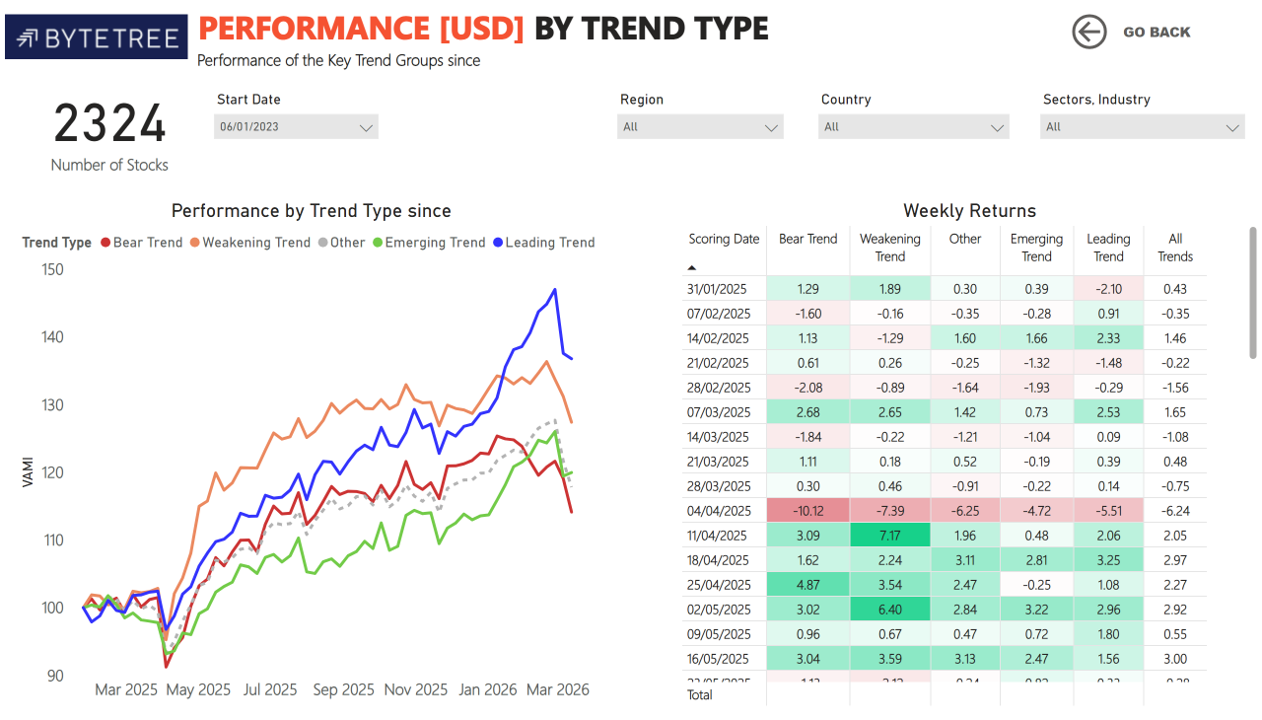 BYTETREE
PERFORMANCE [USD] BY TREND TYPE
Performance of the Key Trend Groups since
GO BACK
2324
Number of Stocks
Start Date
06/01/2023
Region
All
Country
All
Sectors, Industry
All
Performance by Trend Type since
Trend Type Bear Trend Weakening Trend Other Emerging Trend Leading Trend
VAMI
150
140
130
120
110
100
90
Mar 2025 May 2025 Jul 2025 Sep 2025 Nov 2025 Jan 2026 Mar 2026
Weekly Returns
Scoring Date Bear Trend Weakening Trend Other Emerging Trend Leading Trend All Trends
31/01/2025 1.29 1.89 0.30 0.39 -2.10 0.43
07/02/2025 -1.60 -0.16 -0.35 -0.28 0.91 -0.35
14/02/2025 1.13 -1.29 1.60 1.66 2.33 1.46
21/02/2025 0.61 0.26 -0.25 -1.32 -1.48 -0.22
28/02/2025 -2.08 -0.89 -1.64 -1.93 -0.29 -1.56
07/03/2025 2.68 2.65 1.42 0.73 2.53 1.65
14/03/2025 -1.84 -0.22 -1.21 -1.04 0.09 -1.08
21/03/2025 1.11 0.18 0.52 -0.19 0.39 0.48
28/03/2025 0.30 0.46 -0.91 -0.22 0.14 -0.75
04/04/2025 -10.12 -7.39 -6.25 -4.72 -5.51 -6.24
11/04/2025 3.09 7.17 1.96 0.48 2.06 2.05
18/04/2025 1.62 2.24 3.11 2.81 3.25 2.97
25/04/2025 4.87 3.54 2.47 -0.25 1.08 2.27
02/05/2025 3.02 6.40 2.84 3.22 2.96 2.92
09/05/2025 0.96 0.67 0.47 0.72 1.80 0.55
16/05/2025 3.04 3.59 3.13 2.47 1.56 3.00
Total